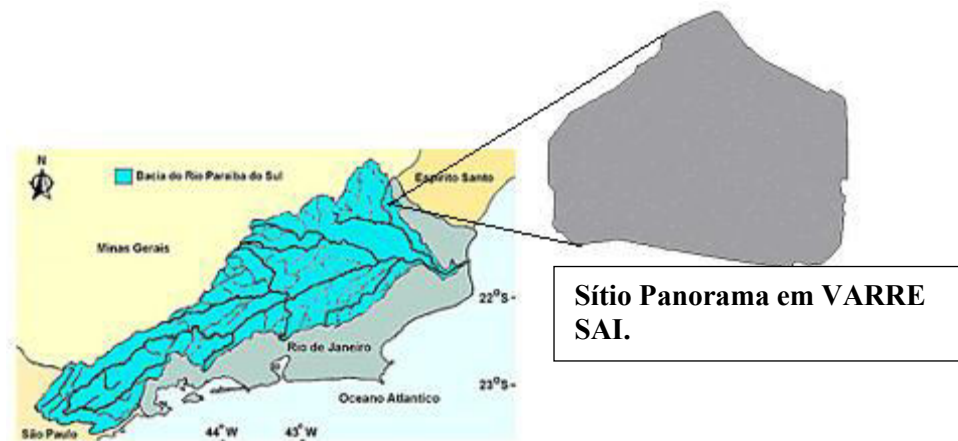 N
Bacia do Rio Paraíba do Sul
Espírito Santo
Minas Gerais
22°S
Sítio Panorama em VARRE
SAI.
Rio de Janeiro
23°S
Oceano Atlantico
São Paulo
44°W
43°W